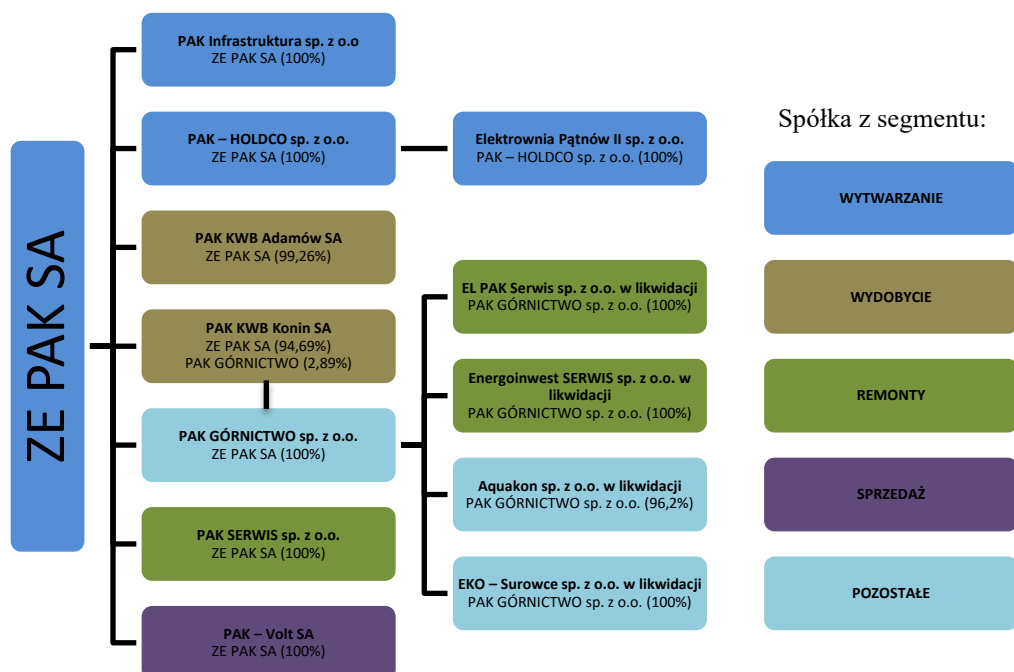 ZE PAK SA
PAK Infrastruktura sp. z o.o
ZE PAK SA (100%)
PAK – HOLDCO sp. z o.o.
ZE PAK SA (100%)
Elektrownia Pątnów II sp. z o.o.
PAK – HOLDCO sp. z o.o. (100%)
PAK KWB Adamów SA
ZE PAK SA (99,26%)
PAK KWB Konin SA
ZE PAK SA (94,69%)
PAK GÓRNICTWO (2,89%)
PAK GÓRNICTWO sp. z o.o.
ZE PAK SA (100%)
EL PAK Serwis sp. z o.o. w likwidacji
PAK GÓRNICTWO sp. z o.o. (100%)
Energoinwest SERWIS sp. z o.o. w
likwidacji
PAK GÓRNICTWO sp. z o.o. (100%)
Aquakon sp. z o.o. w likwidacji
PAK GÓRNICTWO sp. z o.o. (96,2%)
EKO – Surowce sp. z o.o. w likwidacji
PAK GÓRNICTWO sp. z o.o. (100%)
PAK SERWIS sp. z o.o.
ZE PAK SA (100%)
PAK – Volt SA
ZE PAK SA (100%)
Spółka z segmentu:
WYTWARZANIE
WYDOBYCIE
REMONTY
SPRZEDAŻ
POZOSTAŁE